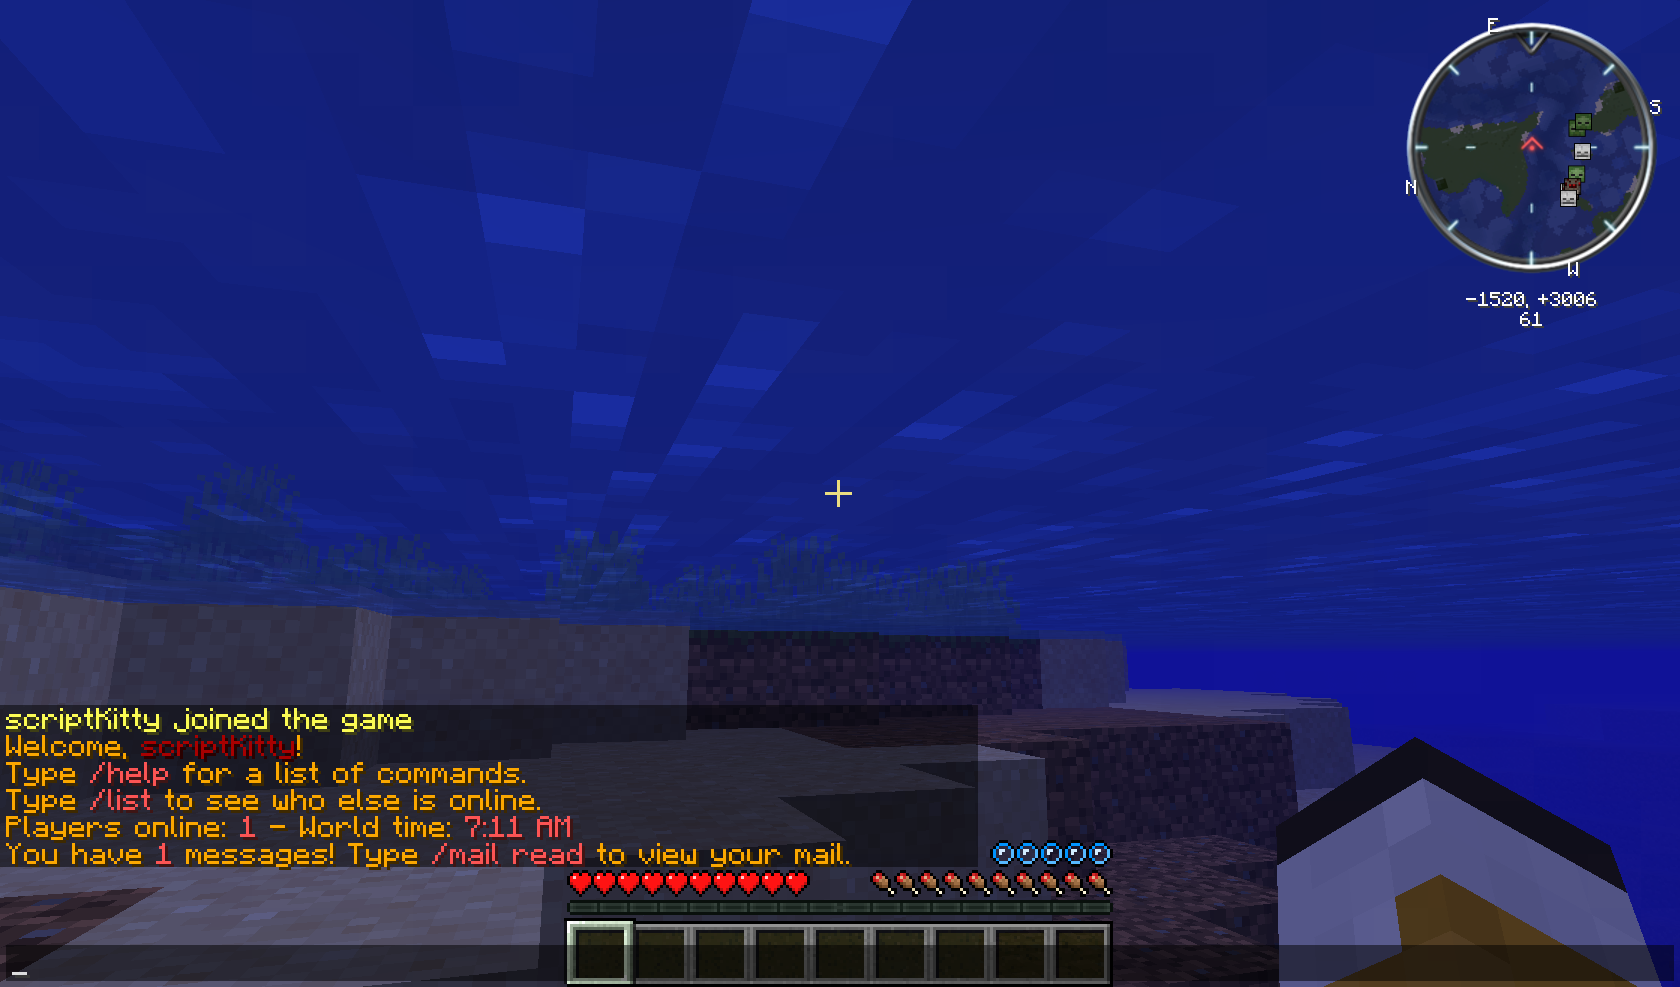 E
S
N
W
-1520, +3006
61
scriptKitty joined the game
Welcome, scriptKitty!
Type /help for a list of commands.
Type /list to see who else is online.
Players online: 1 - World time: 7:11 AM
You have 1 messages! Type /mail read to view your mail.
_